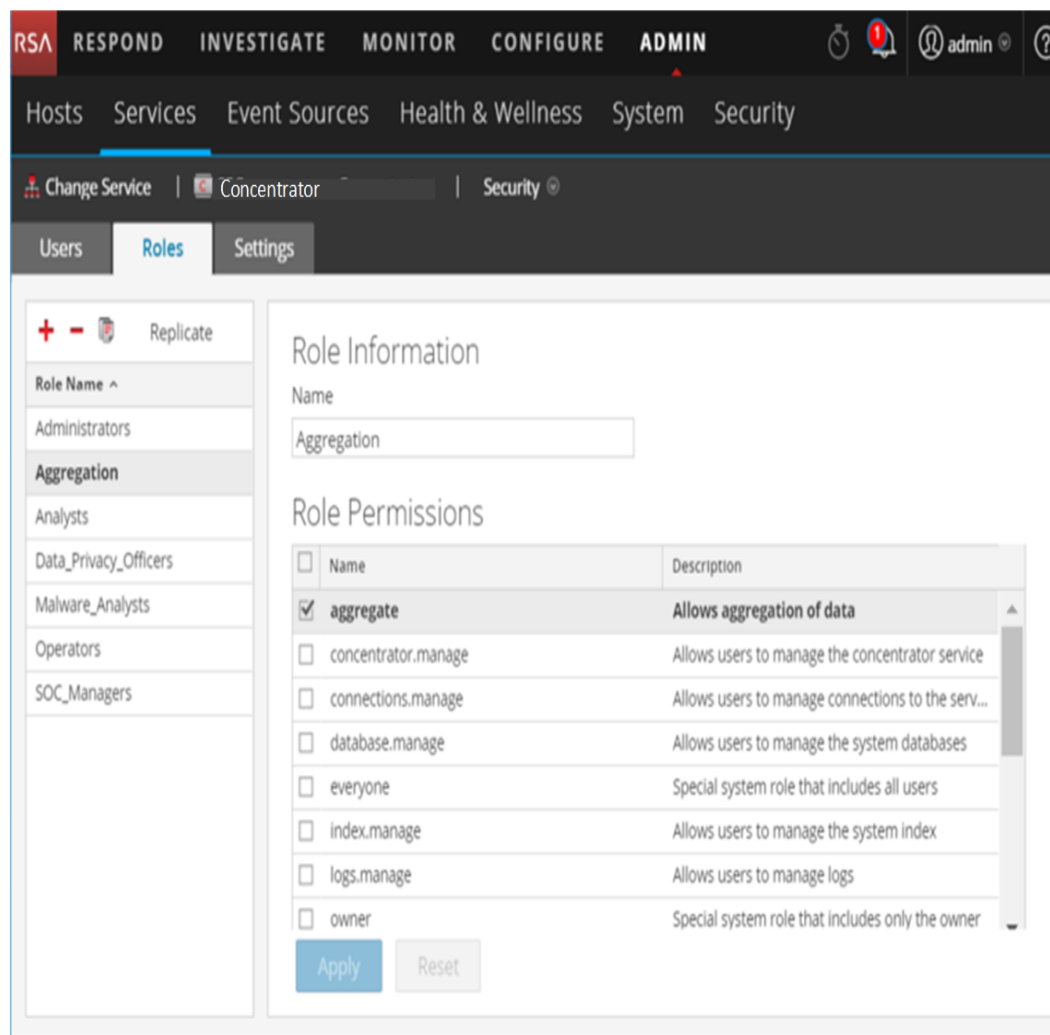 RSA RESPOND INVESTIGATE MONITOR CONFIGURE ADMIN 1 admin ?
Hosts Services Event Sources Health & Wellness System Security
Change Service | C Concentrator | Security
Users Roles Settings
Replicate
Role Name
Administrators
Aggregation
Analysts
Data_Privacy_Officers
Malware_Analysts
Operators
SOC_Managers
Role Information
Name
Aggregation
Role Permissions
Name Description
aggregate Allows aggregation of data
concentrator.manage Allows users to manage the concentrator service
connections.manage Allows users to manage connections to the serv...
database.manage Allows users to manage the system databases
everyone Special system role that includes all users
index.manage Allows users to manage the system index
logs.manage Allows users to manage logs
owner Special system role that includes only the owner
Apply Reset